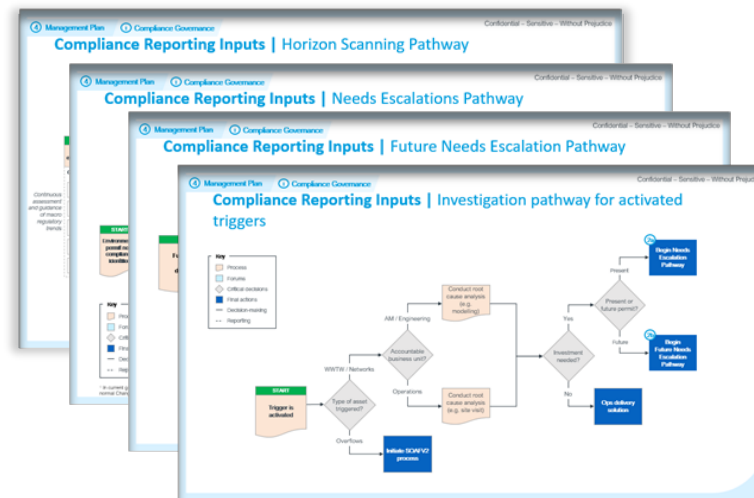 4 Management Plan
i Compliance Governance
Confidential – Sensitive – Without Prejudice
Compliance Reporting Inputs | Horizon Scanning Pathway
Continuous
assessment
and guidance
of macro
regulatory
trends
4 Management Plan
i Compliance Governance
Confidential – Sensitive – Without Prejudice
Compliance Reporting Inputs | Needs Escalations Pathway
START
Key
4 Management Plan
i Compliance Governance
Confidential – Sensitive – Without Prejudice
Compliance Reporting Inputs | Future Needs Escalation Pathway
4 Management Plan
i Compliance Governance
Confidential – Sensitive – Without
Compliance Reporting Inputs | Investigation pathway for activated
triggers
Key
Process
Forums
Critical decisions
Final actions
Decision-making
Reporting
START
Trigger is
activated
WWTW / Networks
Type of asset
triggered?
Overflows
Initiate SOAFV2
process
AM / Engineering
Accountable
business unit?
Operations
Conduct root
cause analysis
(e.g.
modelling)
Conduct root
cause analysis
(e.g. site visit)
Yes
Investment
needed?
No
Ops delivery
solution
Present
Present or
future permit?
Future
Begin Needs
Escalation
Pathway
Begin
Future Needs
Escalation
Pathway